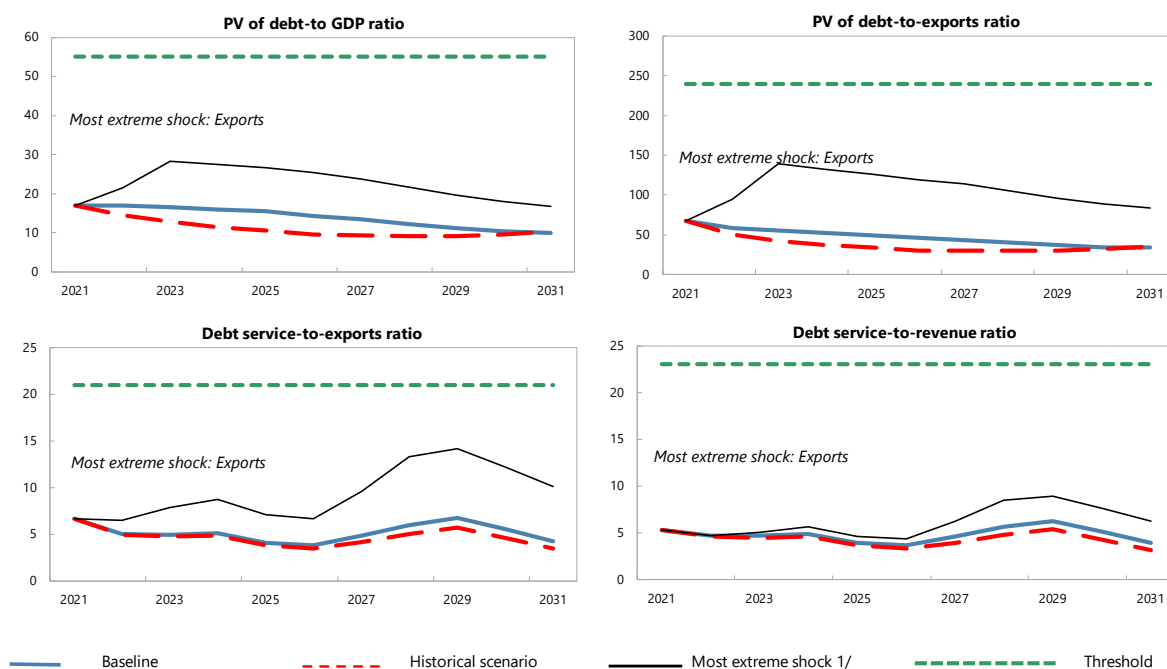 PV of debt-to GDP ratio
60
50
40
30
20
10
0
Most extreme shock: Exports
2021 2023 2025 2027 2029 2031
PV of debt-to-exports ratio
300
250
200
150
100
50
0
Most extreme shock: Exports
2021 2023 2025 2027 2029 2031
Debt service-to-exports ratio
25
20
15
10
5
0
Most extreme shock: Exports
2021 2023 2025 2027 2029 2031
Debt service-to-revenue ratio
25
20
15
10
5
0
Most extreme shock: Exports
2021 2023 2025 2027 2029 2031
Baseline Historical scenario Most extreme shock 1/ Threshold